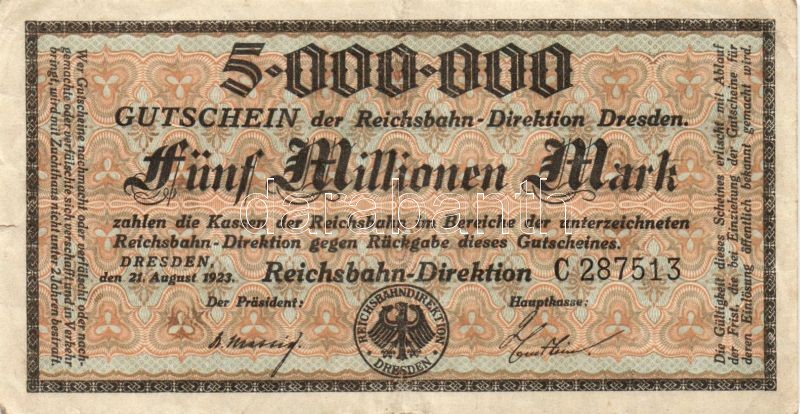 5·000·000
GUTSCHEIN der Reichsbahn-Direktion Dresden.
Fünf Millionen Mark
zahlen die Kassen der Reichsbahn im Bereiche der unterzeichneten
Reichsbahn-Direktion gegen Rückgabe dieses Gutscheines.
DRESDEN,
den 21. August 1923.
Reichsbahn-Direktion C 287513
Der Präsident:
Hauptkasse:
REICHSBAHNDIREKTION
DRESDEN
Wer Gutscheine nachmacht oder verfälscht oder nach-
gemachte oder verfälschte sich verschafft und in Verkehr
bringt, wird mit Zuchthaus nicht unter 2 Jahren bestraft.
Die Gültigkeit dieses Scheines erlischt mit Ablauf
der Frist, die bei Einziehung der Gutscheine für
deren Einlösung öffentlich bekannt gemacht wird.
darabanth